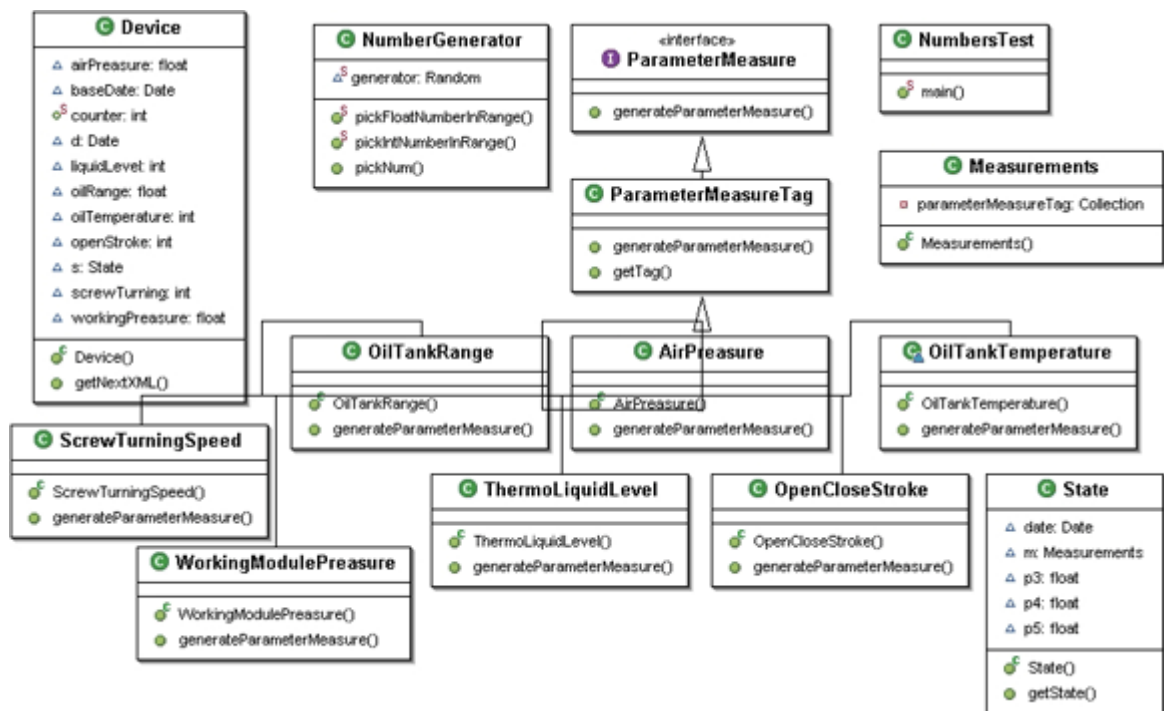 Device
airPreasure: float
baseDate: Date
counter: int
d: Date
liquidLevel: int
oilRange: float
oilTemperature: int
openStroke: int
s: State
screwTurning: int
workingPreasure: float
Device()
getNextXML()
NumberGenerator
generator: Random
pickFloatNumberInRange()
pickIntNumberInRange()
pickNum()
«interface»
ParameterMeasure
generateParameterMeasure()
NumbersTest
main()
ParameterMeasureTag
generateParameterMeasure()
getTag()
Measurements
parameterMeasureTag: Collection
Measurements()
OilTankRange
OilTankRange()
generateParameterMeasure()
AirPreasure
AirPreasure()
generateParameterMeasure()
OilTankTemperature
OilTankTemperature()
generateParameterMeasure()
ScrewTurningSpeed
ScrewTurningSpeed()
generateParameterMeasure()
ThermoLiquidLevel
ThermoLiquidLevel()
generateParameterMeasure()
OpenCloseStroke
OpenCloseStroke()
generateParameterMeasure()
State
date: Date
m: Measurements
p3: float
p4: float
p5: float
State()
getState()
WorkingModulePreasure
WorkingModulePreasure()
generateParameterMeasure()